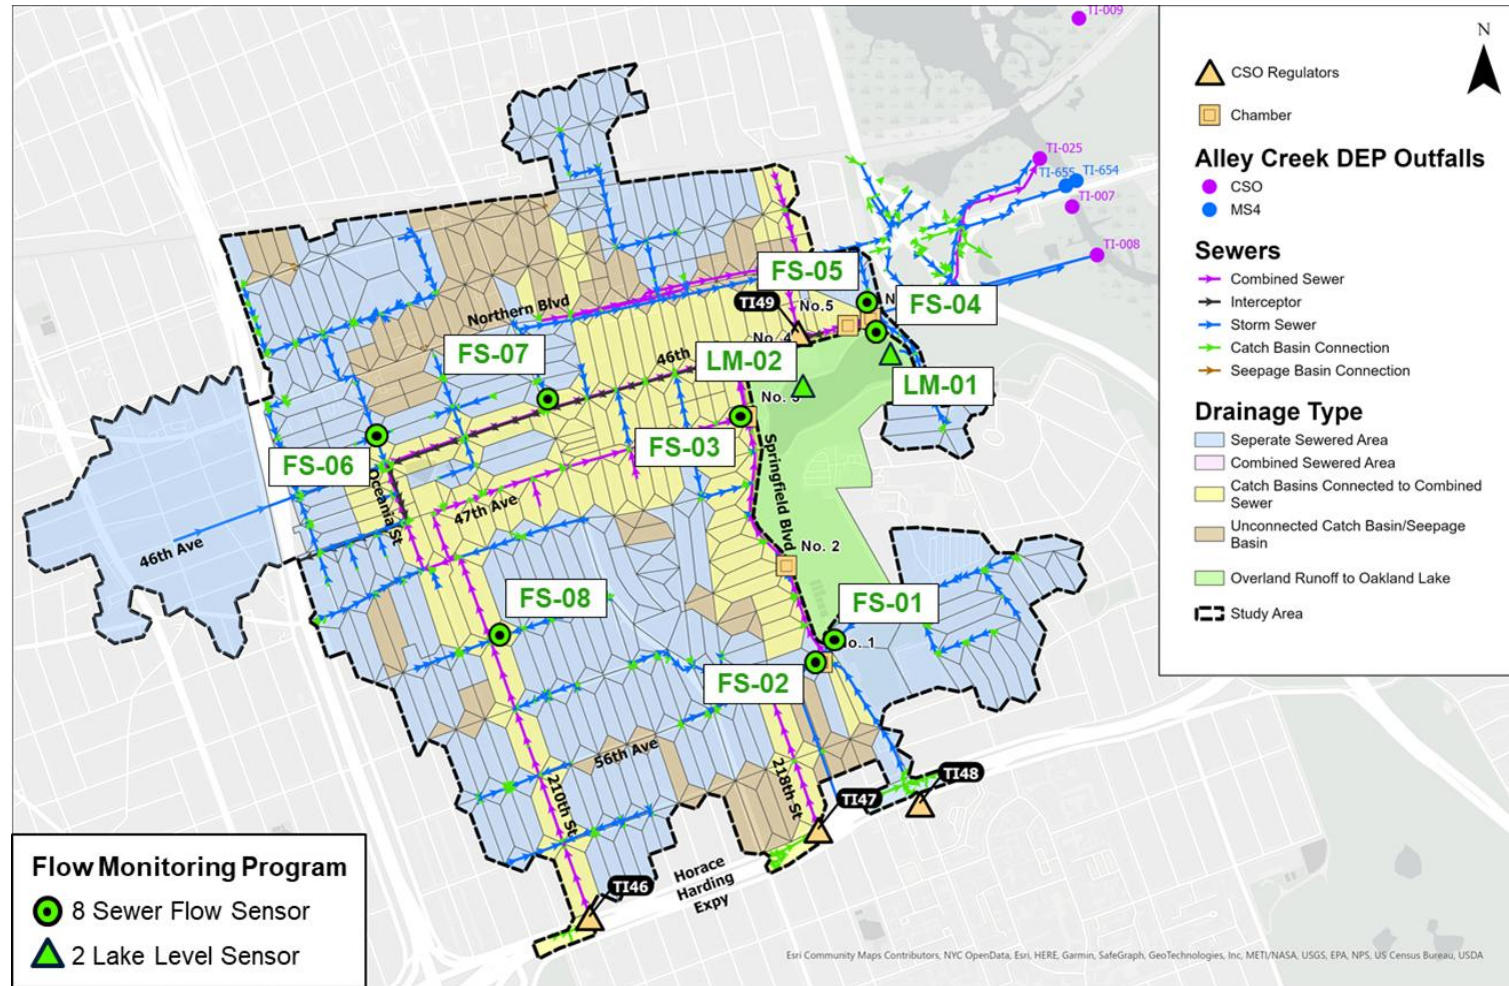 TI-009
TI-025
TI-655
TI-654
TI-007
TI-008
FS-05
TI49
No.5
N
FS-04
Northern Blvd
No. 4
FS-07
46th
LM-02
LM-01
FS-03
FS-06
Oceania St
47th Ave
Springfield Blvd
46th Ave
No. 2
FS-08
FS-01
No. 1
FS-02
56th Ave
210th St
218th St
TI48
TI47
TI46
Horace
Harding
Expy
N
CSO Regulators
Chamber
Alley Creek DEP Outfalls
CSO
MS4
Sewers
Combined Sewer
Interceptor
Storm Sewer
Catch Basin Connection
Seepage Basin Connection
Drainage Type
Seperate Sewered Area
Combined Sewered Area
Catch Basins Connected to Combined
Sewer
Unconnected Catch Basin/Seepage
Basin
Overland Runoff to Oakland Lake
Study Area
Flow Monitoring Program
8 Sewer Flow Sensor
2 Lake Level Sensor
Esri Community Maps Contributors, NYC OpenData, Esri, HERE, Garmin, SafeGraph, GeoTechnologies, Inc, METI/NASA, USGS, EPA, NPS, US Census Bureau, USDA